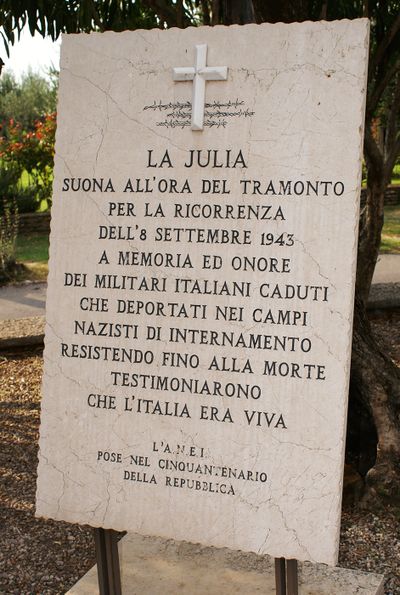 LA JULIA
SUONA ALL'ORA DEL TRAMONTO
PER LA RICORRENZA
DELL'8 SETTEMBRE 1943
A MEMORIA ED ONORE
DEI MILITARI ITALIANI CADUTI
CHE DEPORTATI NEI CAMPI
NAZISTI DI INTERNAMENTO
RESISTENDO FINO ALLA MORTE
TESTIMONIARONO
CHE L'ITALIA ERA VIVA
L'A.N.E.I.
POSE NEL CINQUANTENARIO
DELLA REPUBBLICA